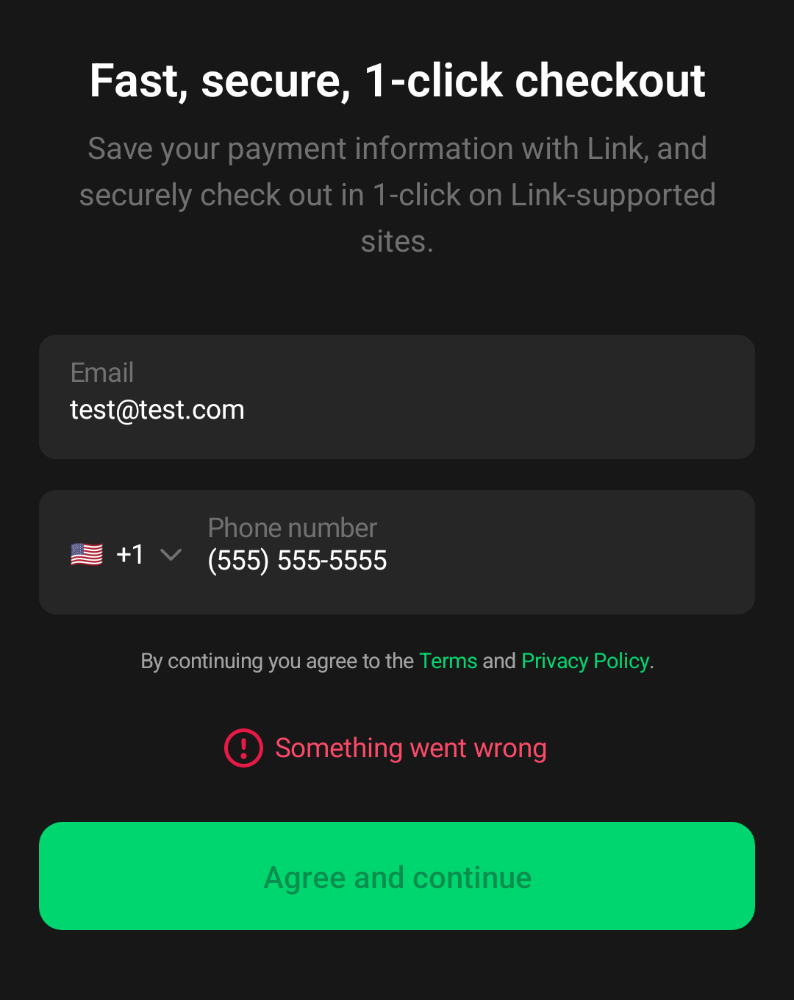 Fast, secure, 1-click checkout
Save your payment information with Link, and
securely check out in 1-click on Link-supported
sites.
Email
test@test.com
Phone number
+1 (555) 555-5555
By continuing you agree to the Terms and Privacy Policy.
Something went wrong
Agree and continue